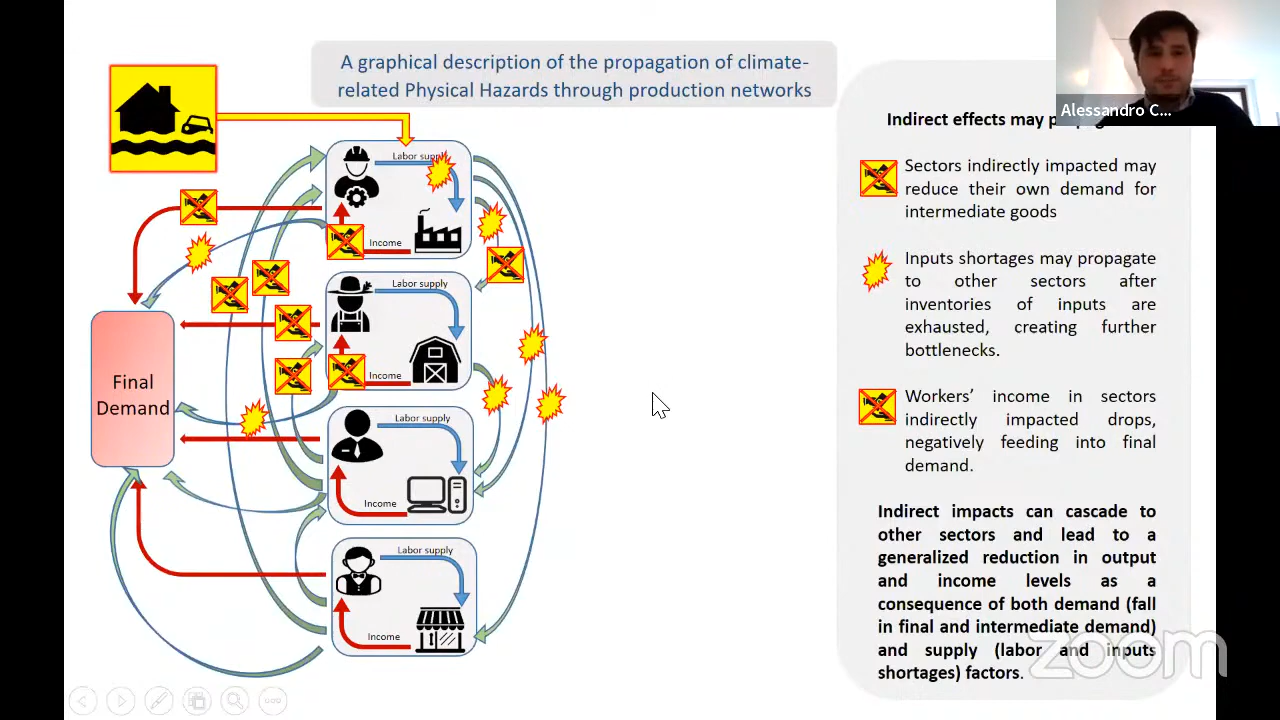 A graphical description of the propagation of climate-
related Physical Hazards through production networks
Alessandro C...
Labor supply
Income
Labor supply
Income
Final
Demand
Labor supply
Income
Labor supply
Income
Indirect effects may
Sectors indirectly impacted may
reduce their own demand for
intermediate goods
Inputs shortages may propagate
to other sectors after
inventories of inputs are
exhausted, creating further
bottlenecks.
Workers’ income in sectors
indirectly impacted drops,
negatively feeding into final
demand.
Indirect impacts can cascade to
other sectors and lead to a
generalized reduction in output
and income levels as a
consequence of both demand (fall
in final and intermediate demand)
and supply (labor and inputs
shortages) factors.
zoom